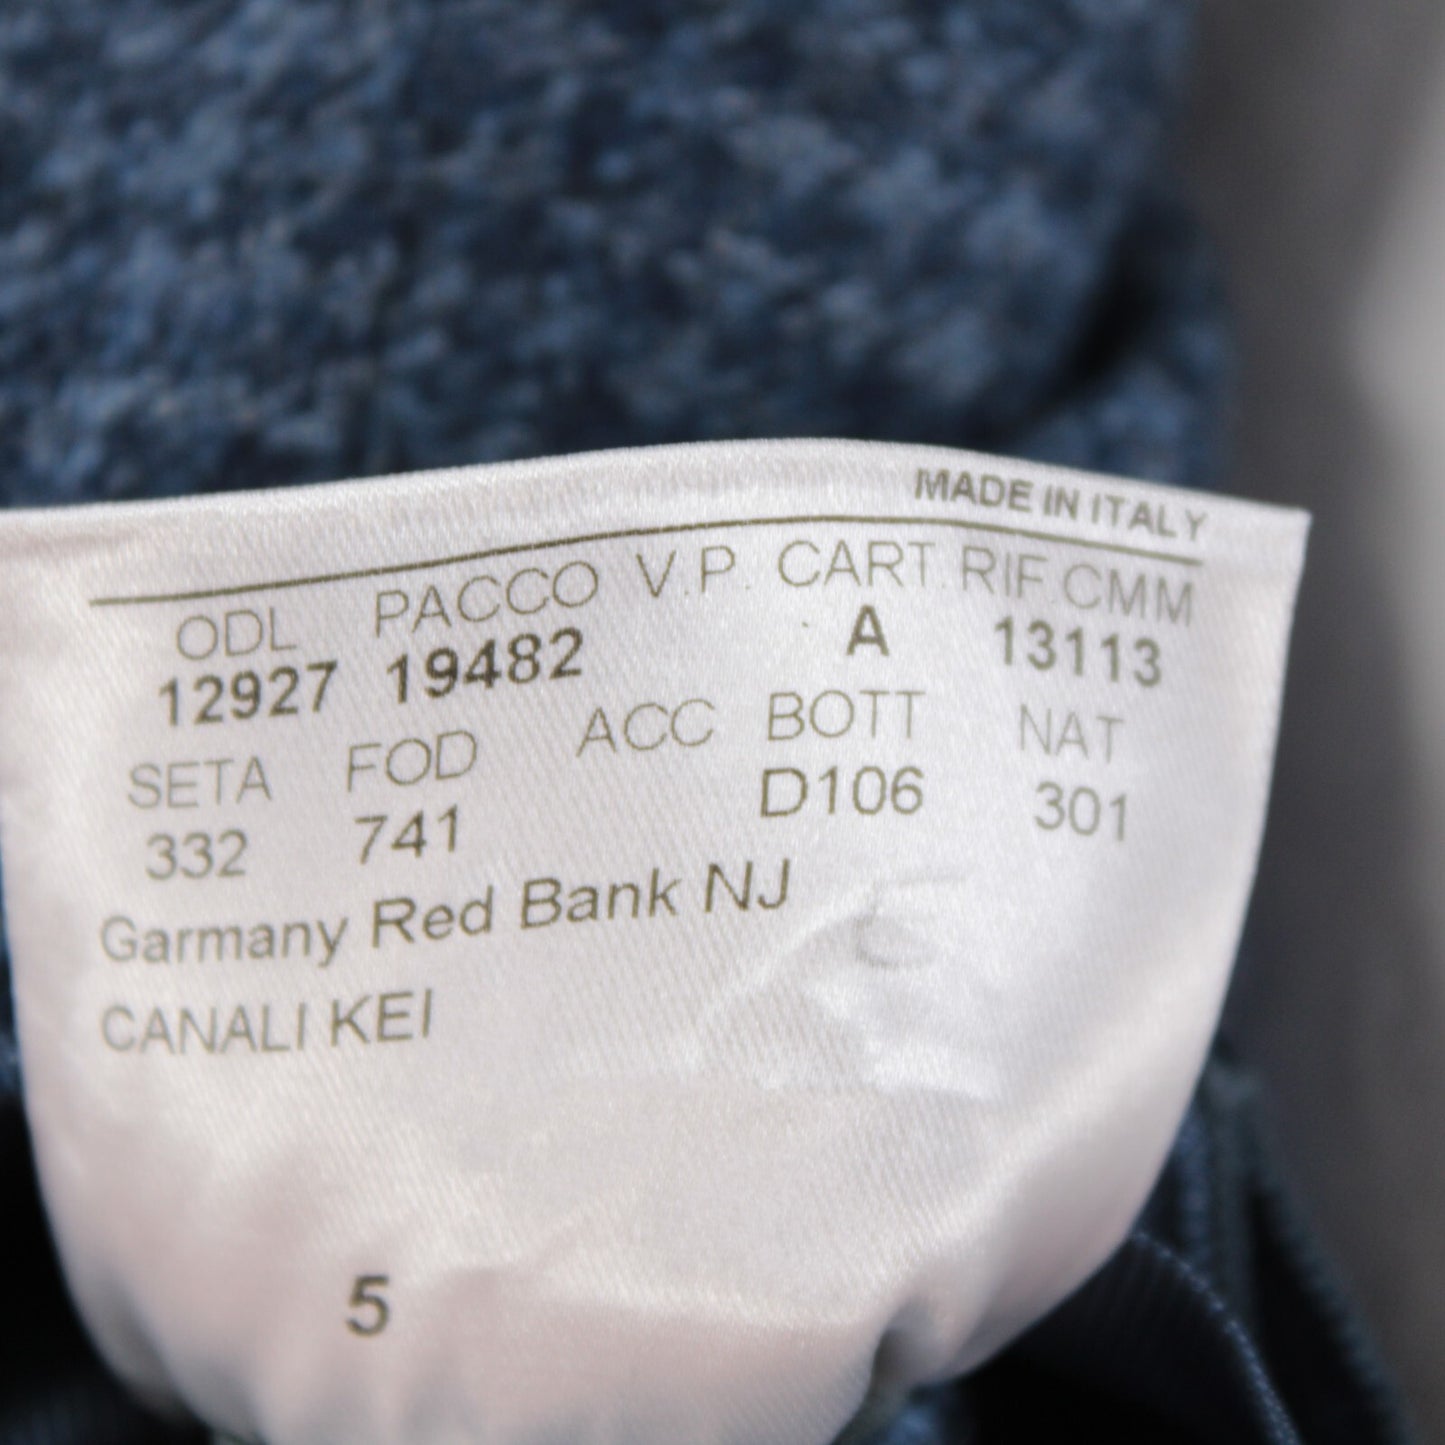 MADE IN ITALY
ODL PACCO V.P. CART. RIF.CMM
12927 19482 A 13113
SETA FOD ACC BOTT NAT
332 741 D106 301
Garmany Red Bank NJ
CANALI KEI
5